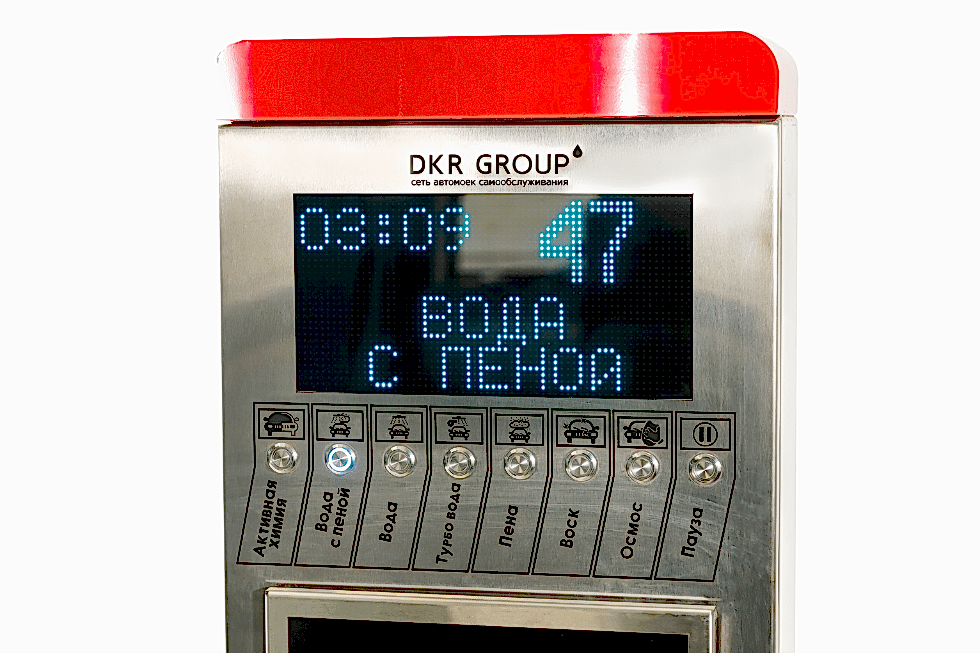 DKR GROUP
сеть автомоек самообслуживания
03:09 47
ВОДА
С ПЕНОЙ
Активная
химия
Вода
с пеной
Вода
Турбо вода
Пена
Воск
Осмос
Пауза